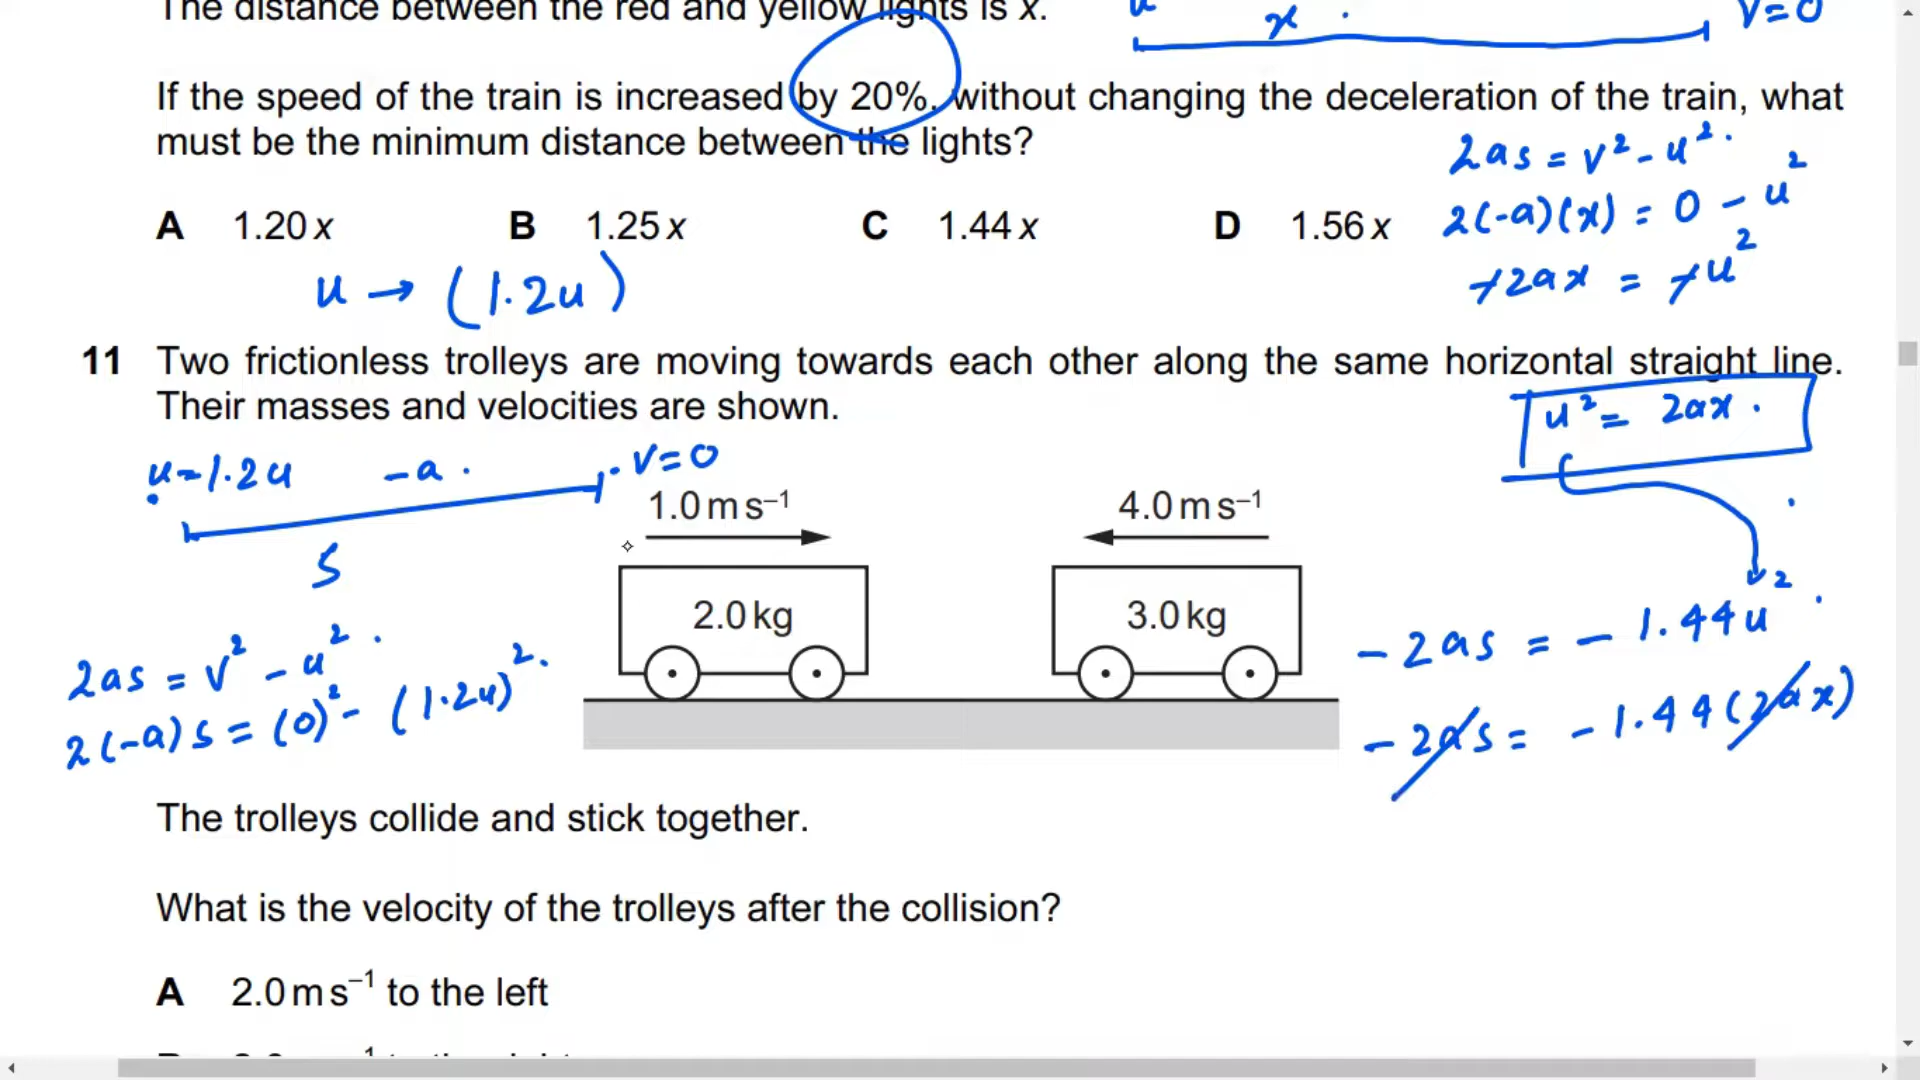 The distance between the red and yellow lights is x.
x . v=0
If the speed of the train is increased by 20%, without changing the deceleration of the train, what
must be the minimum distance between the lights?
2as = v² - u² .
2(-a)(x) = 0 - u²
-2ax = -u²
A 1.20x B 1.25x C 1.44x D 1.56x
u → (1.2u)
11 Two frictionless trolleys are moving towards each other along the same horizontal straight line.
Their masses and velocities are shown.
u² = 2ax .
u=1.2u -a . v=0
S
1.0 m s⁻¹ 4.0 m s⁻¹
2.0 kg 3.0 kg
2as = v² - u² .
2(-a)s = (0)² - (1.2u)² .
-2as = -1.44u² .
-2as = -1.44(2ax)
The trolleys collide and stick together.
What is the velocity of the trolleys after the collision?
A 2.0 m s⁻¹ to the left